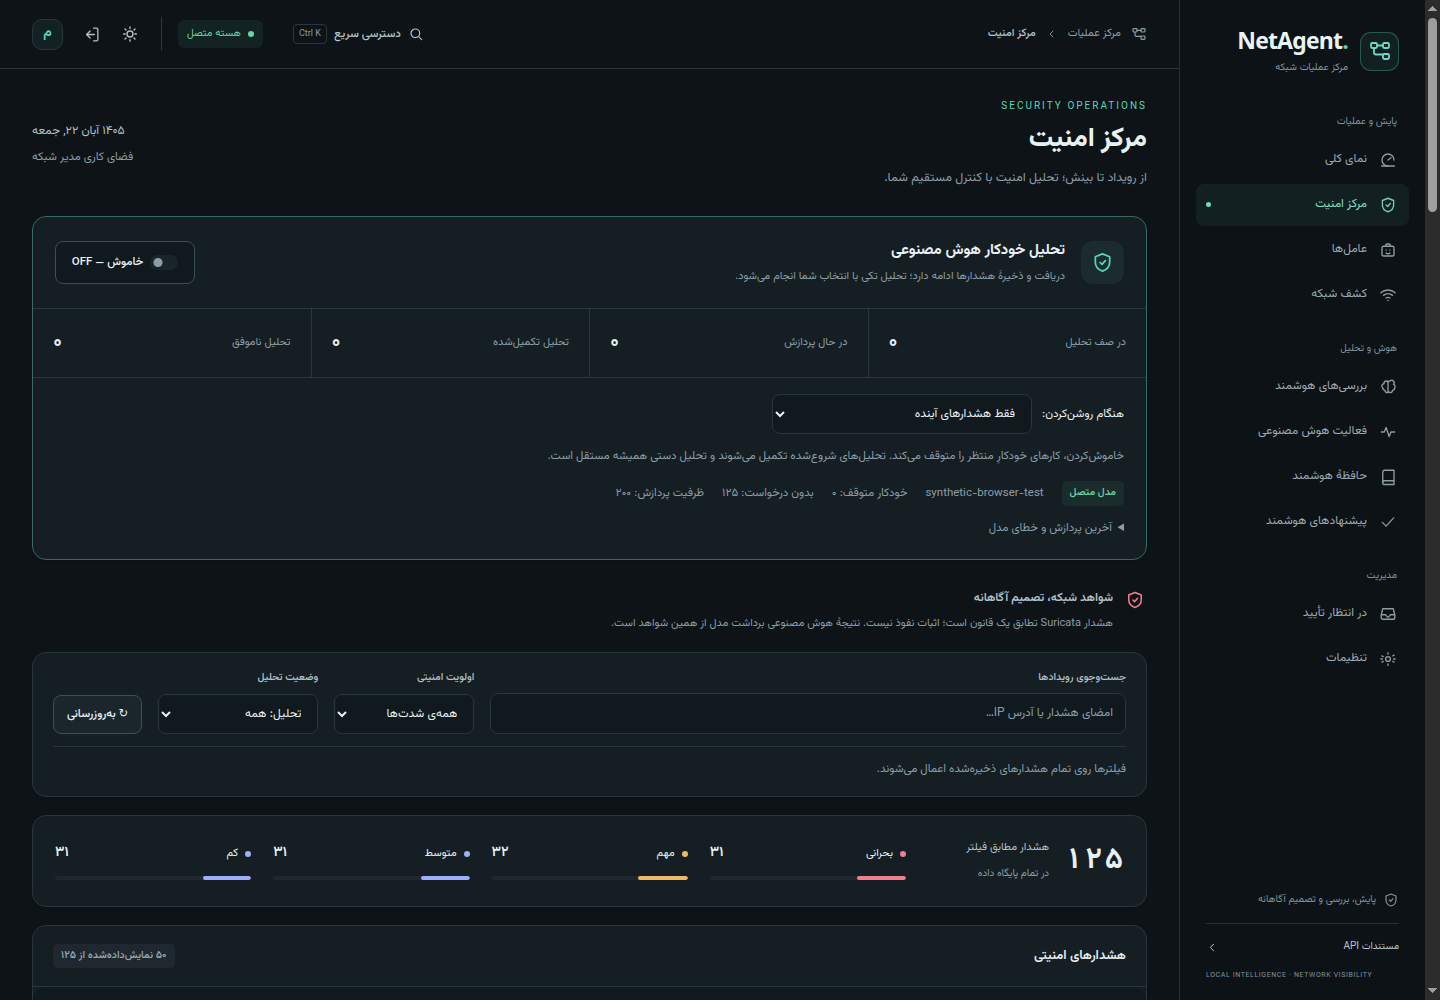 NetAgent.
مرکز عملیات شبکه
پایش و عملیات
نمای کلی
مرکز امنیت
عامل‌ها
کشف شبکه
هوش و تحلیل
بررسی‌های هوشمند
فعالیت هوش مصنوعی
حافظهٔ هوشمند
پیشنهادهای هوشمند
مدیریت
در انتظار تأیید
تنظیمات
پایش، بررسی و تصمیم آگاهانه
مستندات API
LOCAL INTELLIGENCE · NETWORK VISIBILITY
مرکز عملیات
مرکز امنیت
دسترسی سریع Ctrl K
هسته متصل
م
SECURITY OPERATIONS
مرکز امنیت
از رویداد تا بینش؛ تحلیل امنیت با کنترل مستقیم شما.
۱۴۰۵ آبان ۲۲, جمعه
فضای کاری مدیر شبکه
تحلیل خودکار هوش مصنوعی
دریافت و ذخیرهٔ هشدارها ادامه دارد؛ تحلیل تکی با انتخاب شما انجام می‌شود.
خاموش — OFF
در صف تحلیل ۰
در حال پردازش ۰
تحلیل تکمیل‌شده ۰
تحلیل ناموفق ۰
هنگام روشن‌کردن: فقط هشدارهای آینده
خاموش‌کردن، کارهای خودکارِ منتظر را متوقف می‌کند. تحلیل‌های شروع‌شده تکمیل می‌شوند و تحلیل دستی همیشه مستقل است.
مدل متصل synthetic-browser-test خودکار متوقف: ۰ بدون درخواست: ۱۲۵ ظرفیت پردازش: ۲۰۰
آخرین پردازش و خطای مدل
شواهد شبکه، تصمیم آگاهانه
هشدار Suricata تطابق یک قانون است؛ اثبات نفوذ نیست. نتیجهٔ هوش مصنوعی برداشت مدل از همین شواهد است.
جست‌وجوی رویدادها
امضای هشدار یا آدرس IP…
اولویت امنیتی
همه‌ی شدت‌ها
وضعیت تحلیل
تحلیل: همه
↻ به‌روزرسانی
فیلترها روی تمام هشدارهای ذخیره‌شده اعمال می‌شوند.
۱۲۵
هشدار مطابق فیلتر
در تمام پایگاه داده
بحرانی ۳۱
مهم ۳۲
متوسط ۳۱
کم ۳۱
هشدارهای امنیتی
۵۰ نمایش‌داده‌شده از ۱۲۵